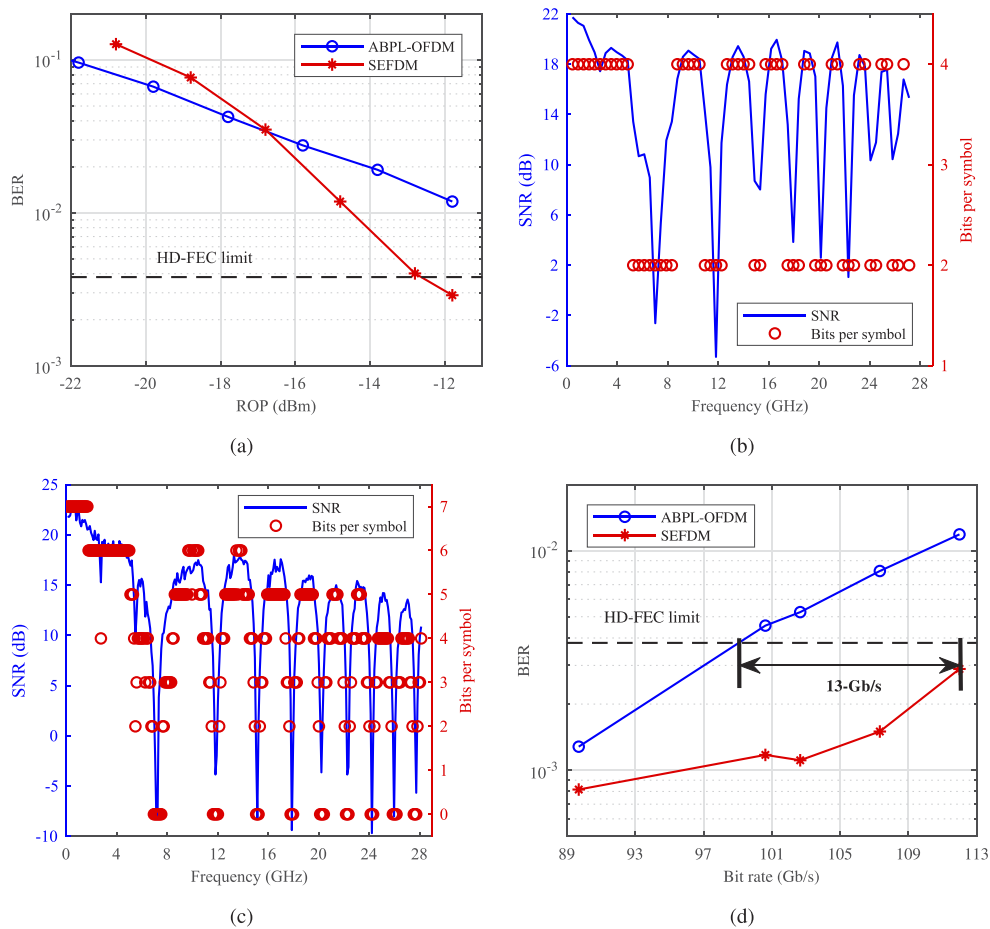 10^-1
10^-2
10^-3
BER
-22 -20 -18 -16 -14 -12
ROP (dBm)
ABPL-OFDM
SEFDM
HD-FEC limit
(a)
22
18
14
10
6
2
-2
-6
SNR (dB)
0 4 8 12 16 20 24 28
Frequency (GHz)
4
3
2
1
Bits per symbol
SNR
Bits per symbol
(b)
25
20
15
10
5
0
-5
-10
SNR (dB)
0 4 8 12 16 20 24 28
Frequency (GHz)
7
6
5
4
3
2
1
0
Bits per symbol
SNR
Bits per symbol
(c)
10^-2
10^-3
BER
89 93 97 101 105 109 113
Bit rate (Gb/s)
ABPL-OFDM
SEFDM
HD-FEC limit
13-Gb/s
(d)